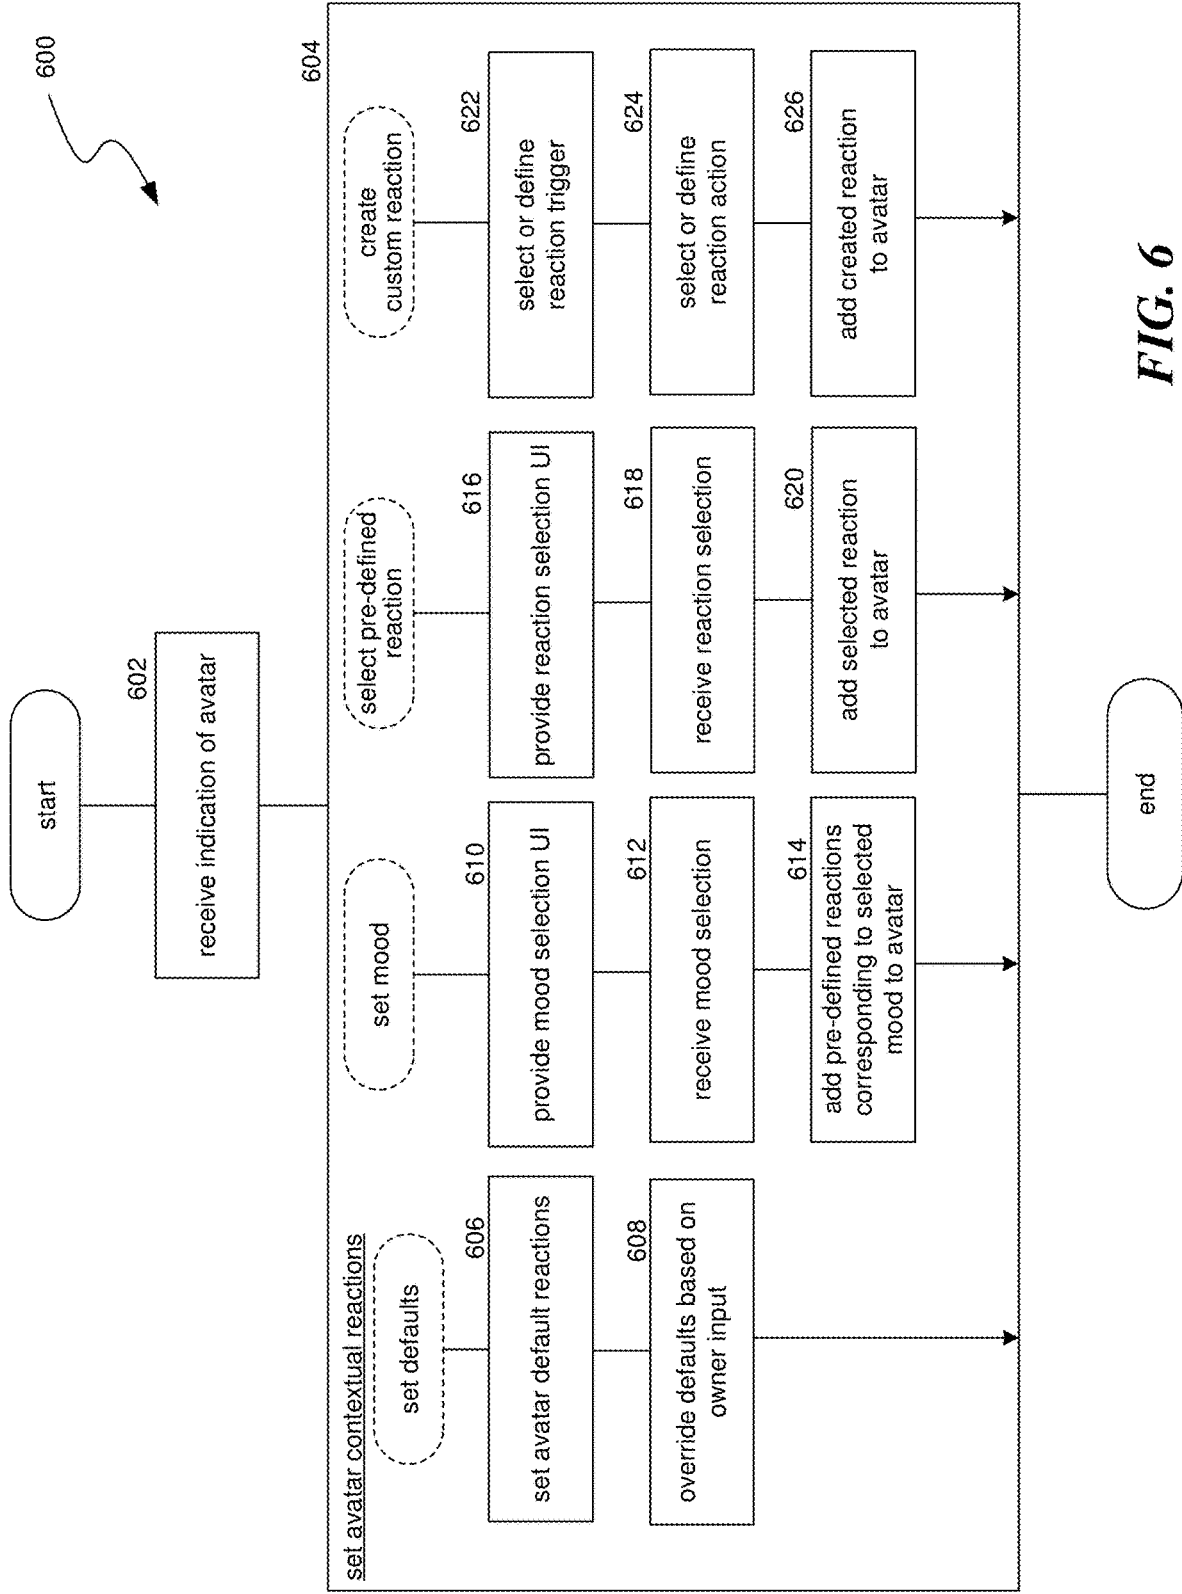 600
start
602
receive indication of avatar
604
set avatar contextual reactions
set defaults
606
set avatar default reactions
608
override defaults based on
owner input
set mood
610
provide mood selection UI
612
receive mood selection
614
add pre-defined reactions
corresponding to selected
mood to avatar
select pre-defined
reaction
616
provide reaction selection UI
618
receive reaction selection
620
add selected reaction
to avatar
create
custom reaction
622
select or define
reaction trigger
624
select or define
reaction action
626
add created reaction
to avatar
end
FIG. 6